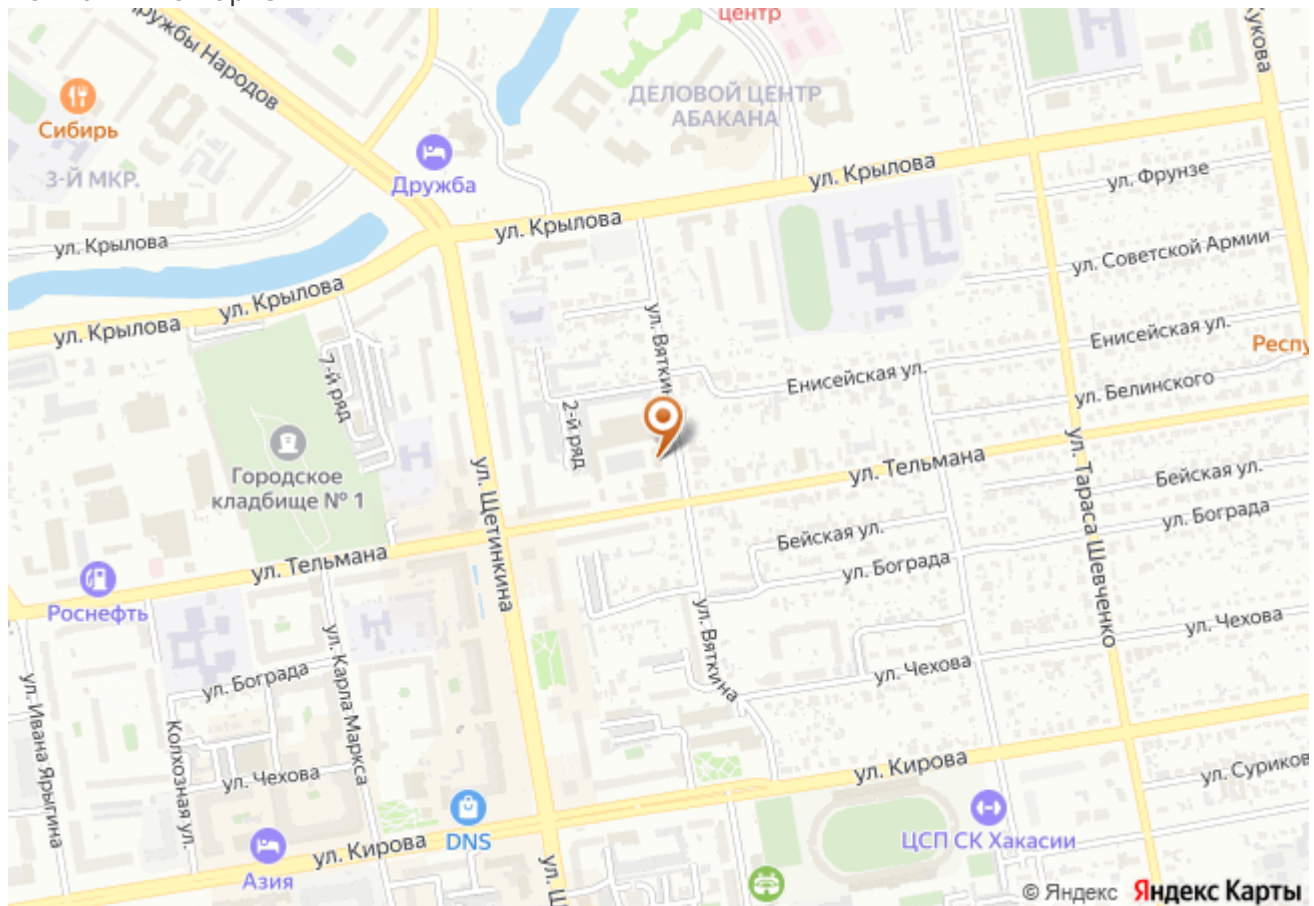 Дружбы Народов
центр
Жукова
ДЕЛОВОЙ ЦЕНТР
АБАКАНА
Сибирь
3-Й МКР.
Дружба
ул. Крылова
ул. Фрунзе
ул. Крылова
ул. Крылова
ул. Советской Армии
ул. Крылова
ул. Крылова
ул. Вяткин
Енисейская ул.
Респу
7-й ряд
Енисейская ул.
ул. Белинского
2-й ряд
Городское
кладбище № 1
ул. Щетинкина
ул. Тельмана
ул. Тараса Шевченко
Бейская ул.
ул. Бограда
Бейская ул.
ул. Тельмана
ул. Бограда
Роснефть
ул. Вяткина
ул. Чехова
ул. Карла Маркса
ул. Бограда
ул. Чехова
ул. Ивана Ярыгина
Колхозная ул.
ул. Чехова
ул. Кирова
ул. Суриков
DNS
ЦСП СК Хакасии
ул. Кирова
Азия
ул. Щ
© Яндекс Яндекс Карты